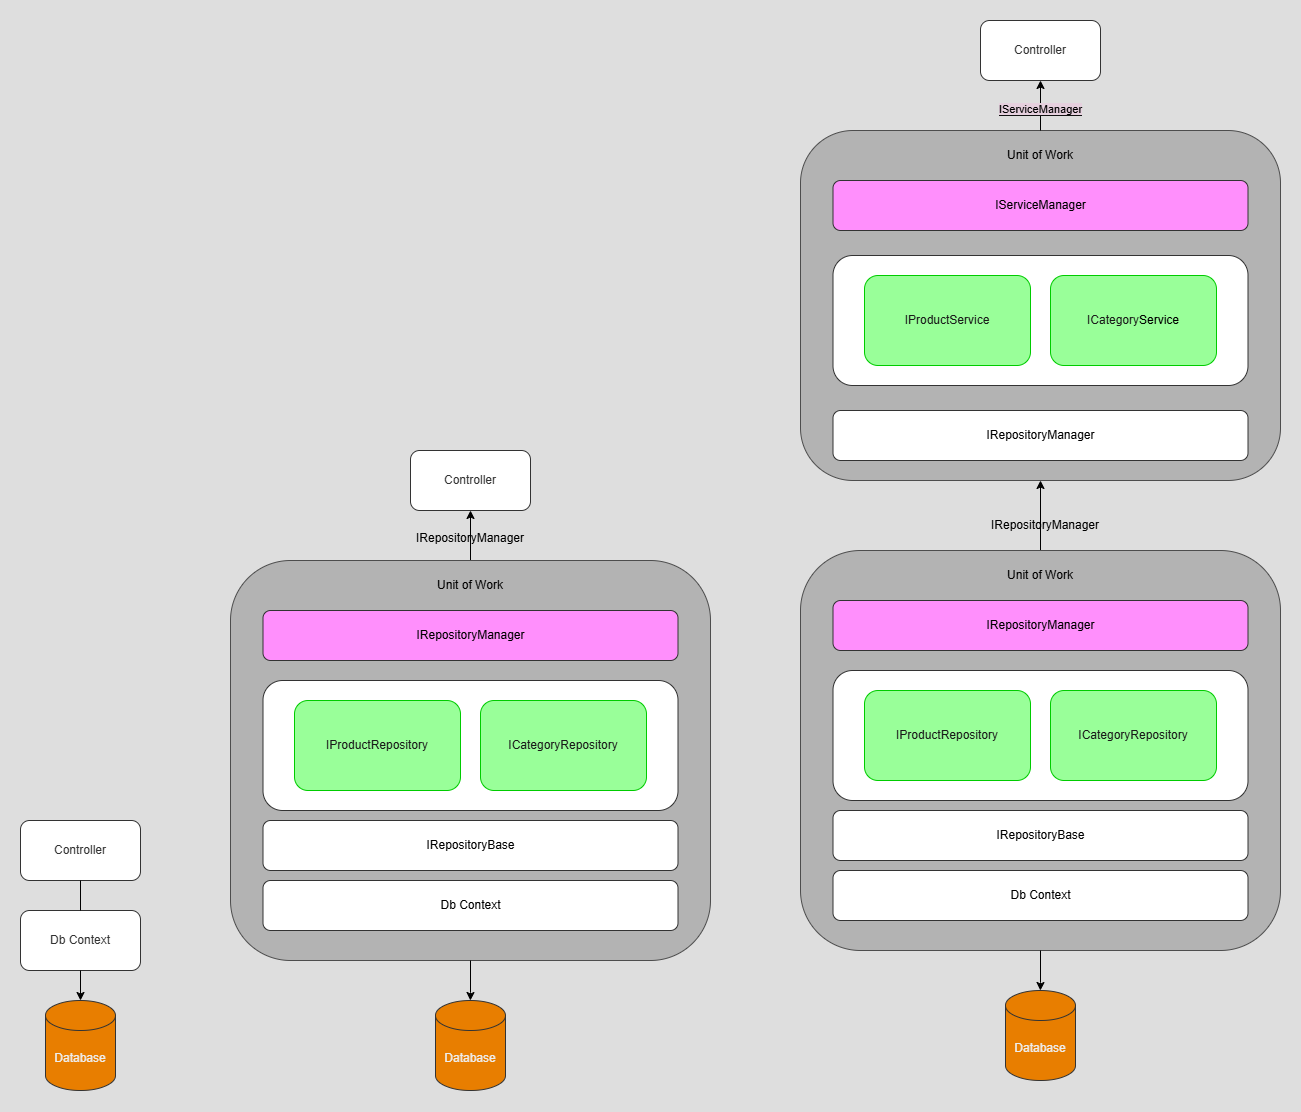 Controller
Db Context
Database
Controller
IRepositoryManager
Unit of Work
IRepositoryManager
IProductRepository
ICategoryRepository
IRepositoryBase
Db Context
Database
Controller
IServiceManager
Unit of Work
IServiceManager
IProductService
ICategoryService
IRepositoryManager
IRepositoryManager
Unit of Work
IRepositoryManager
IProductRepository
ICategoryRepository
IRepositoryBase
Db Context
Database